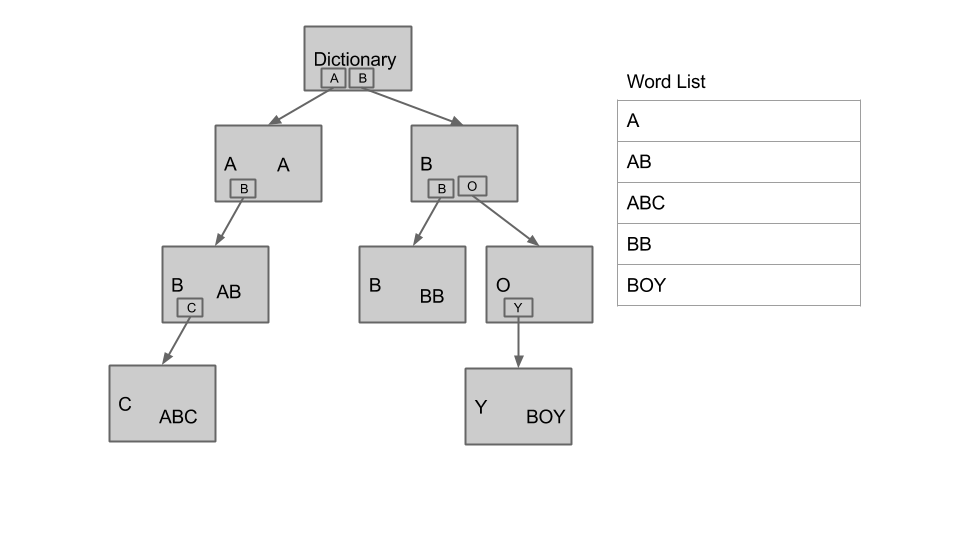 Dictionary
A B
Word List
A
AB
ABC
BB
BOY
A A
B
B
B O
B AB
C
B BB
O
Y
C ABC
Y BOY